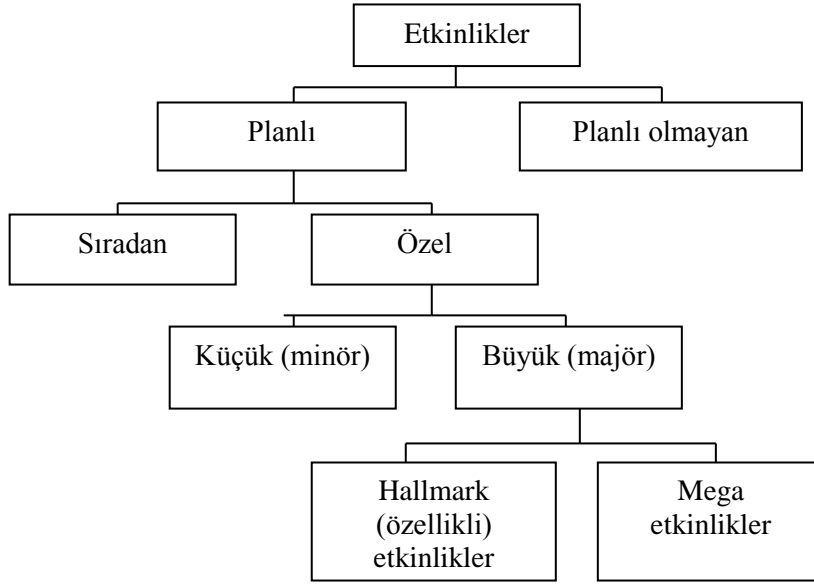 Etkinlikler
Planlı
Planlı olmayan
Sıradan
Özel
Küçük (minör)
Büyük (majör)
Hallmark
(özellikli)
etkinlikler
Mega
etkinlikler